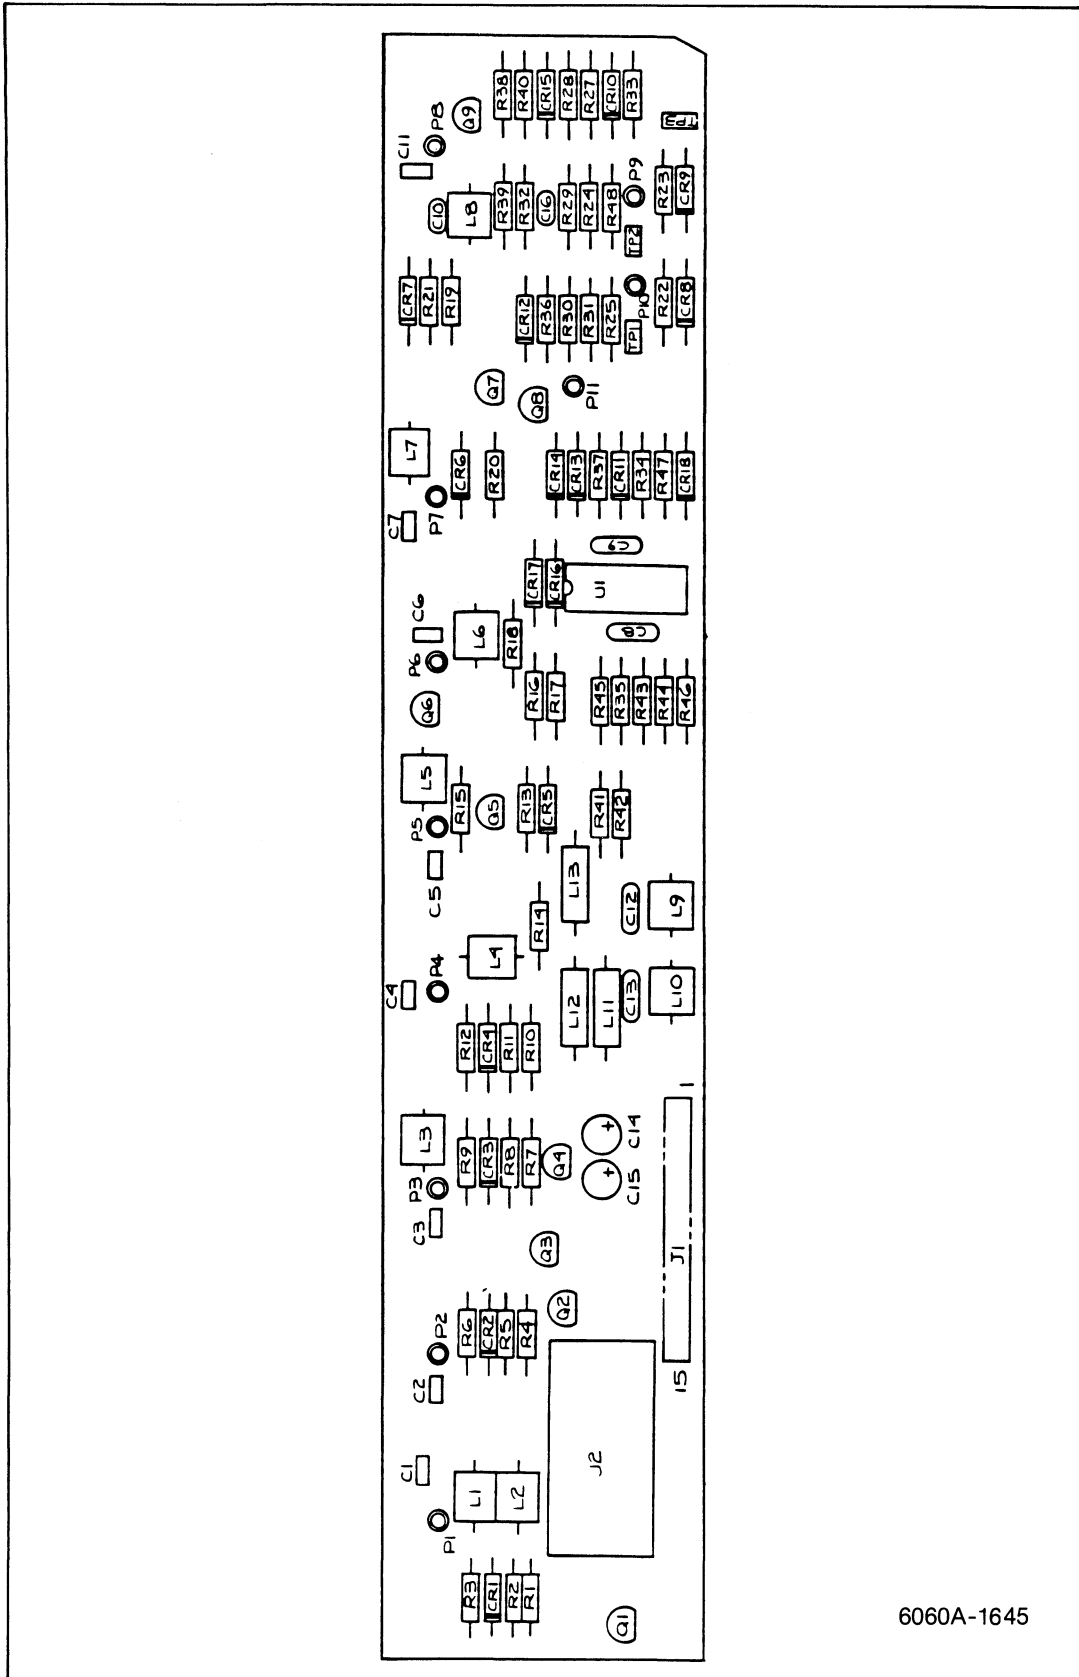 R38 R40 CR15 R28 R27 CR10 R33
Q9
P8
C11
TP3
C10 L8 R39 R32 C16 R29 R24 R48 P9 R23 CR9
TP2
CR7 R21 R19 CR12 R36 R30 R31 R25 P10 R22 CR8
TP1
Q7 Q8 P11
L7 CR6 R20 CR14 CR13 R37 CR11 R34 R47 CR18
C7 P7
C9
CR17 CR16 U1
C6 L6 R18 C8
P6
Q6 R16 R17 R45 R35 R43 R44 R46
L5 R15 Q5 R13 CR5 R41 R42
P5
C5 L13 C12 L9
R14
L4
C4 P4 L12 L11 C13 L10
R12 CR4 R11 R10
1
L3 R9 CR3 R8 R7 Q4 + C14
P3 + C15
C3 Q3 J1
Q2
P2 R6 CR2 R5 R4
C2 15
C1 L1 L2 J2
P1
R3 CR1 R2 R1
Q1
6060A-1645